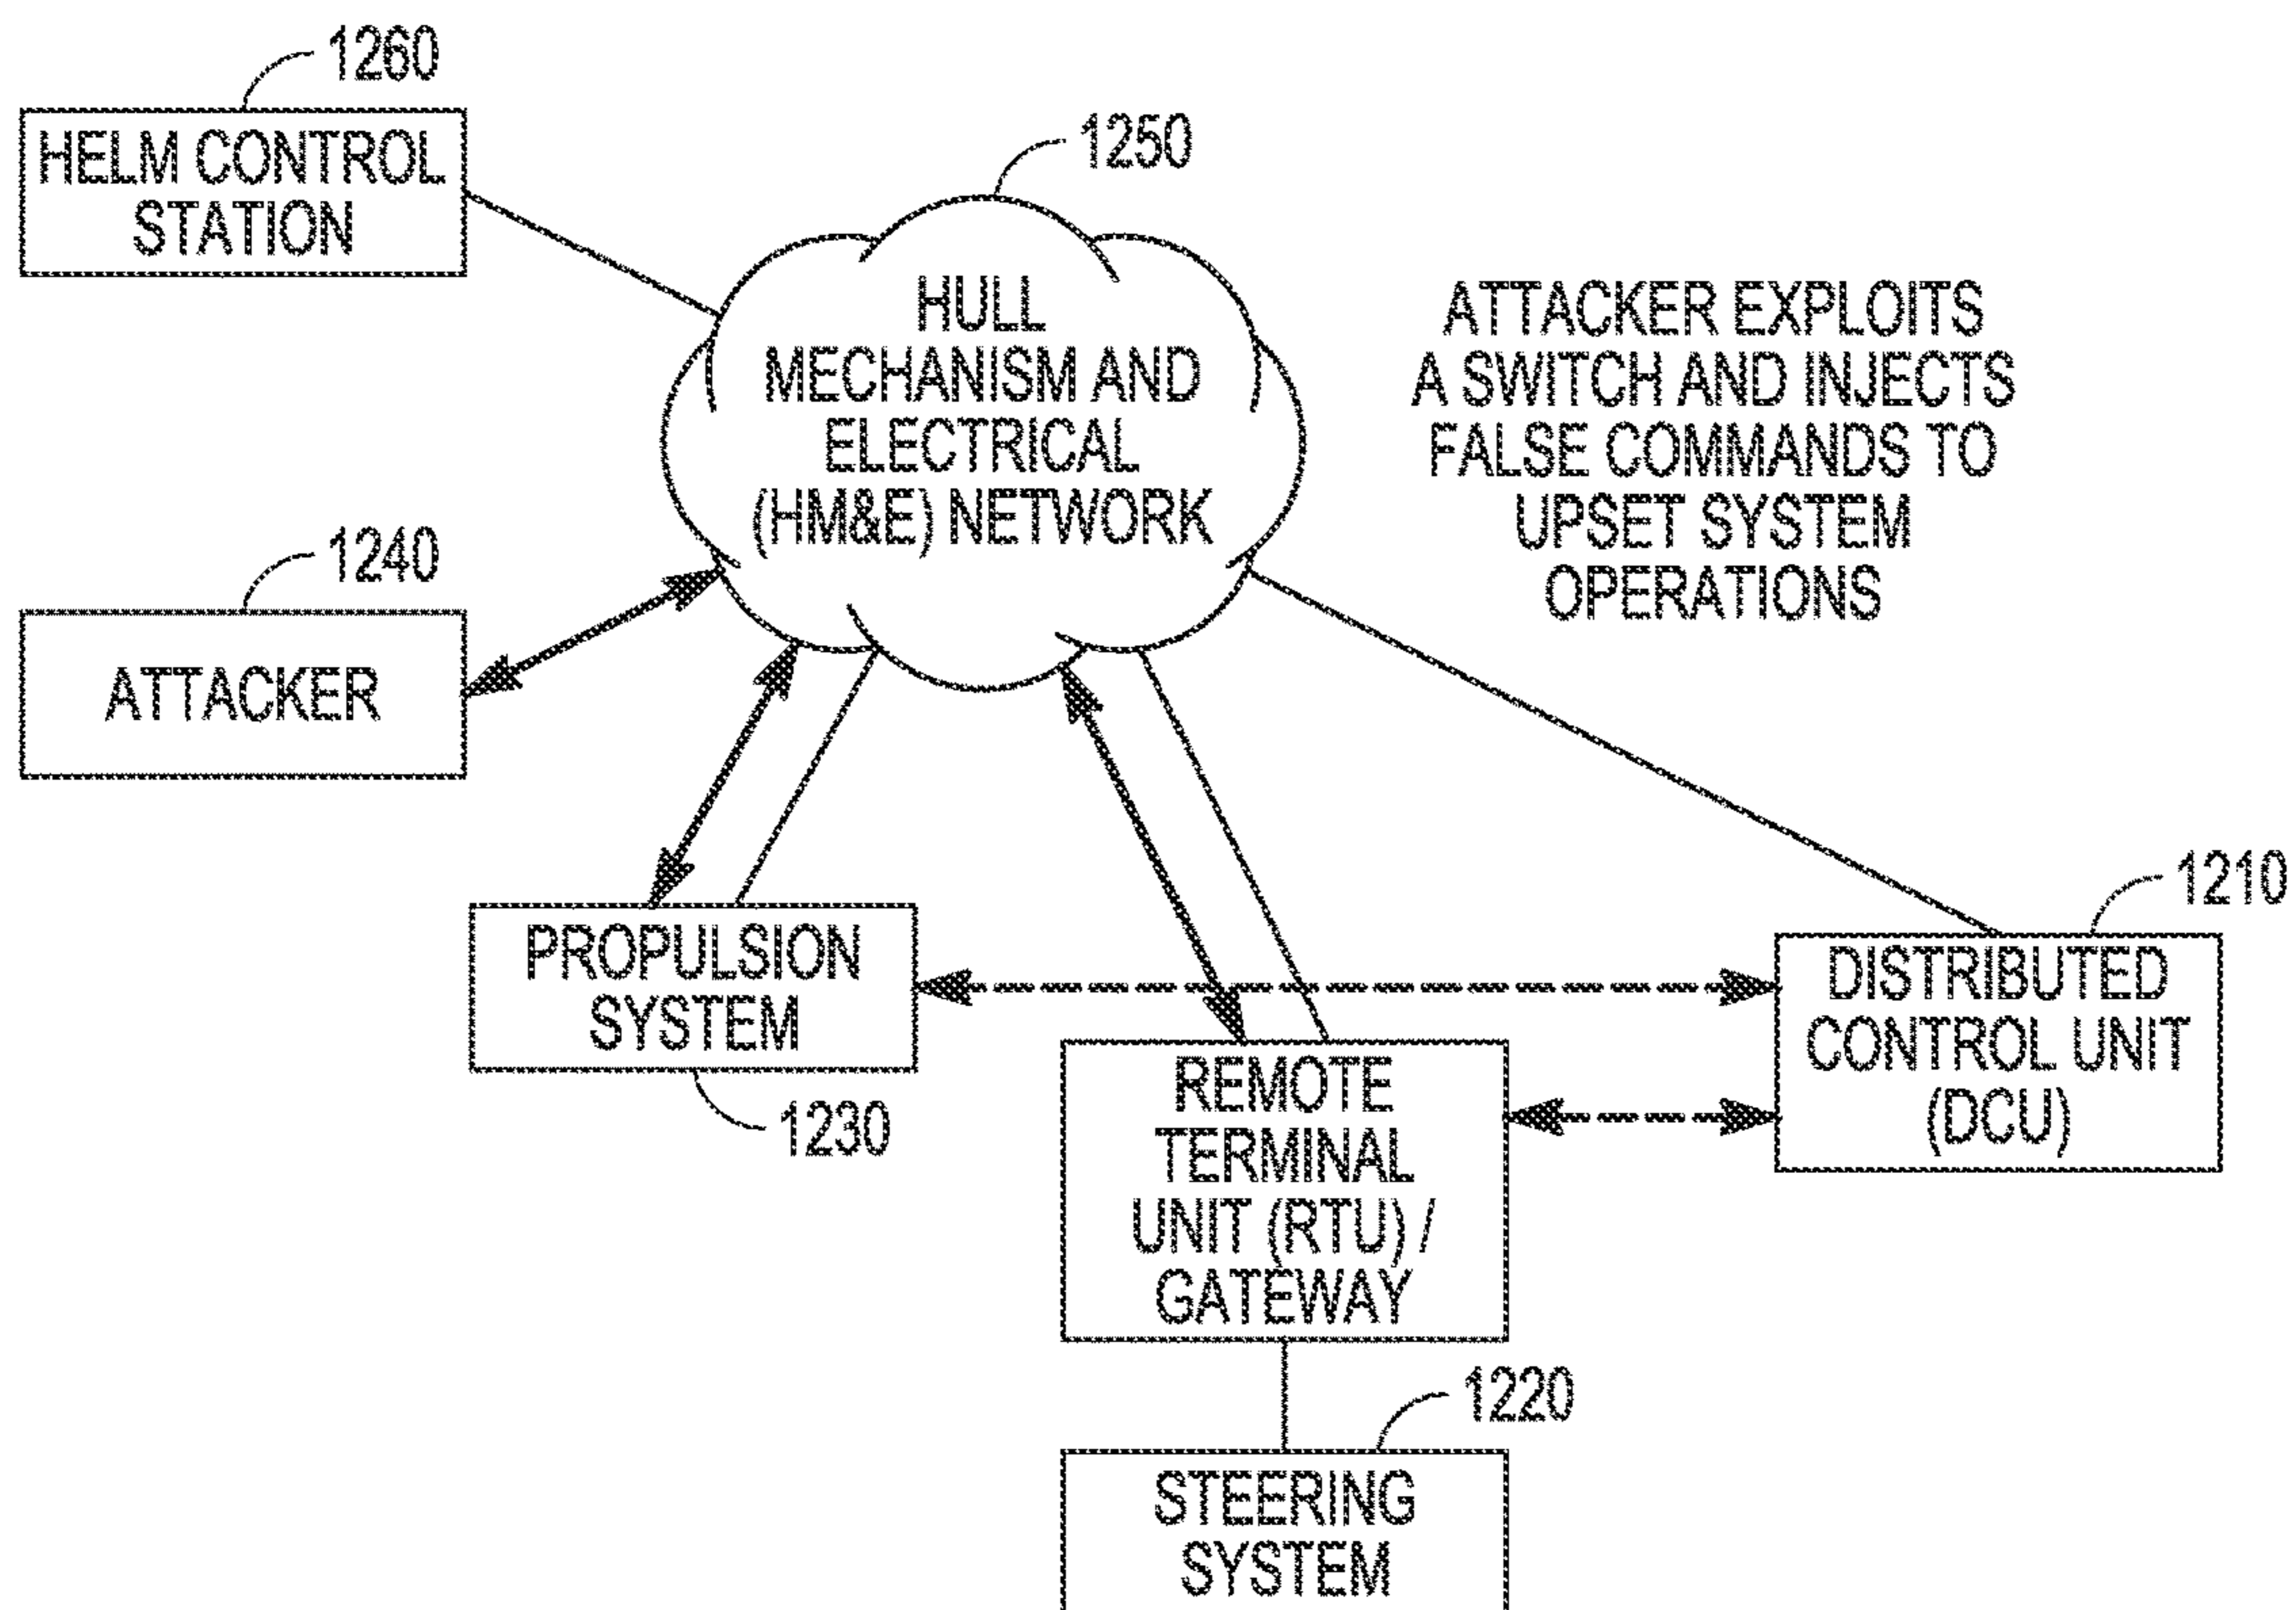 1260
HELM CONTROL
STATION
1250
HULL
MECHANISM AND
ELECTRICAL
(HM&E) NETWORK
ATTACKER EXPLOITS
A SWITCH AND INJECTS
FALSE COMMANDS TO
UPSET SYSTEM
OPERATIONS
1240
ATTACKER
PROPULSION
SYSTEM
1230
1210
DISTRIBUTED
CONTROL UNIT
(DCU)
REMOTE
TERMINAL
UNIT (RTU) /
GATEWAY
1220
STEERING
SYSTEM